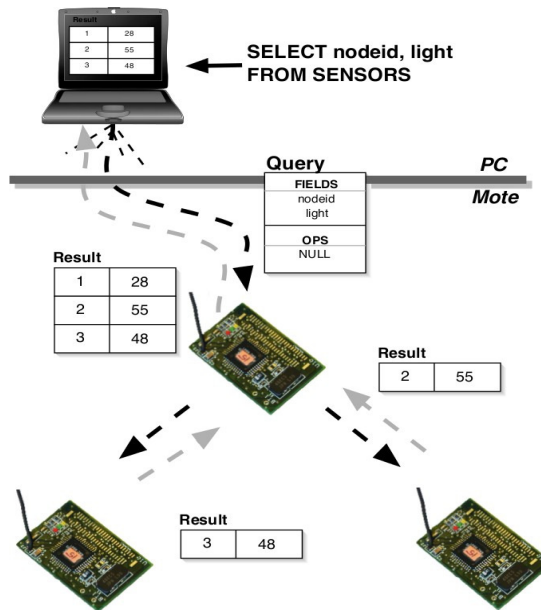 Result
1 28
2 55
3 48
SELECT nodeid, light
FROM SENSORS
Query
FIELDS
nodeid
light
OPS
NULL
PC
Mote
Result
1 28
2 55
3 48
Result
2 55
Result
3 48